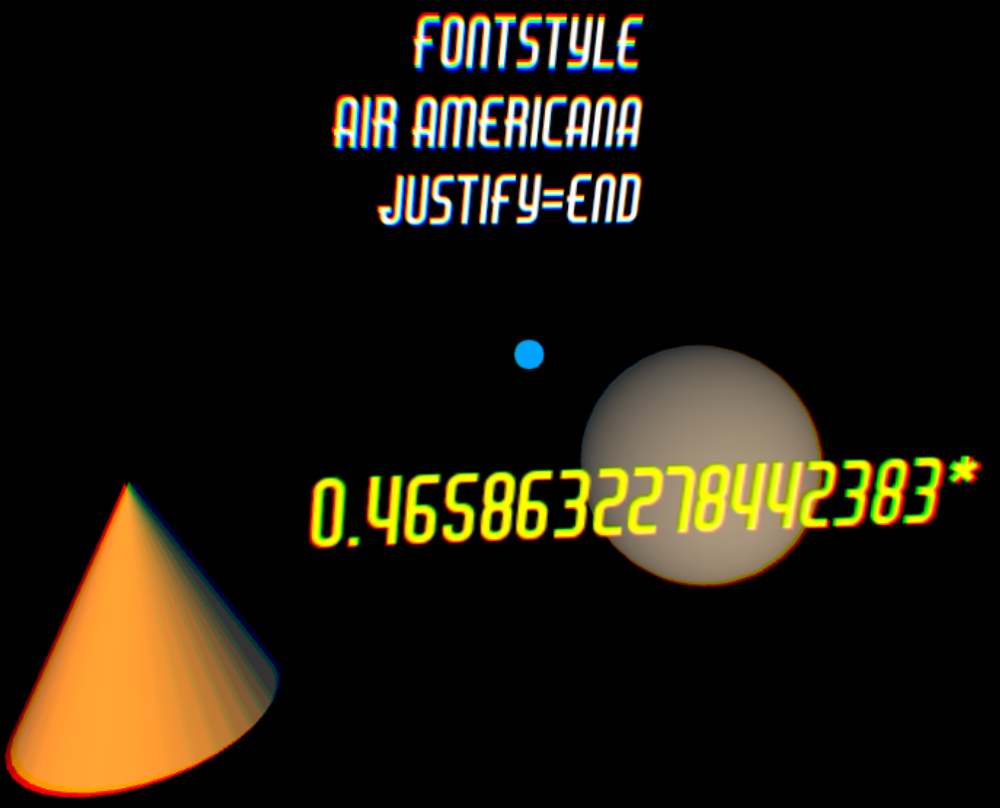 FONTSTYLE
AIR AMERICANA
JUSTIFY=END
0.4658632278442383*